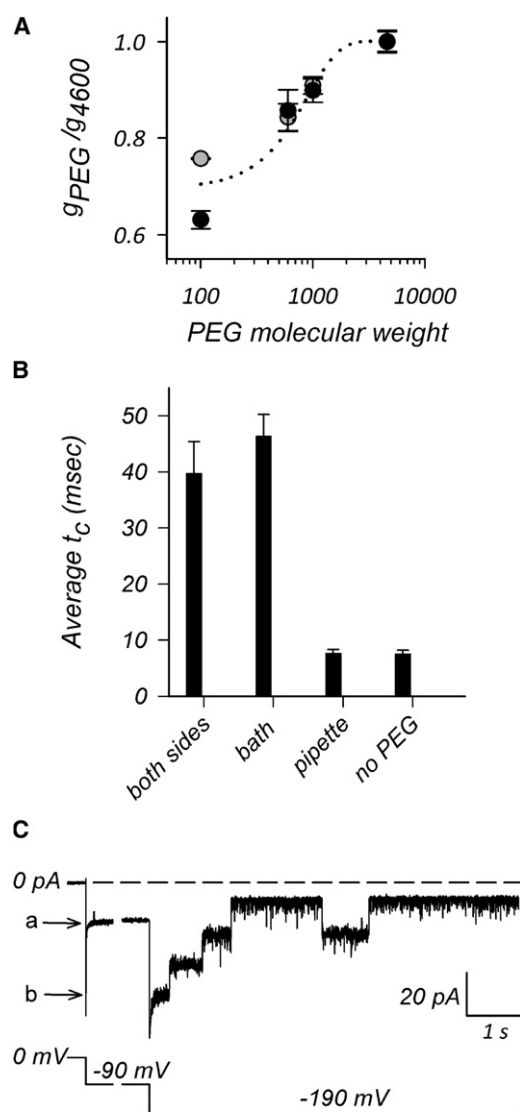 A
gPEG/g4600
1.0
0.8
0.6
100
1000
10000
PEG molecular weight
B
Average tC (msec)
50
40
30
20
10
0
both sides
bath
pipette
no PEG
C
0 pA
a
b
20 pA
1 s
0 mV
-90 mV
-190 mV